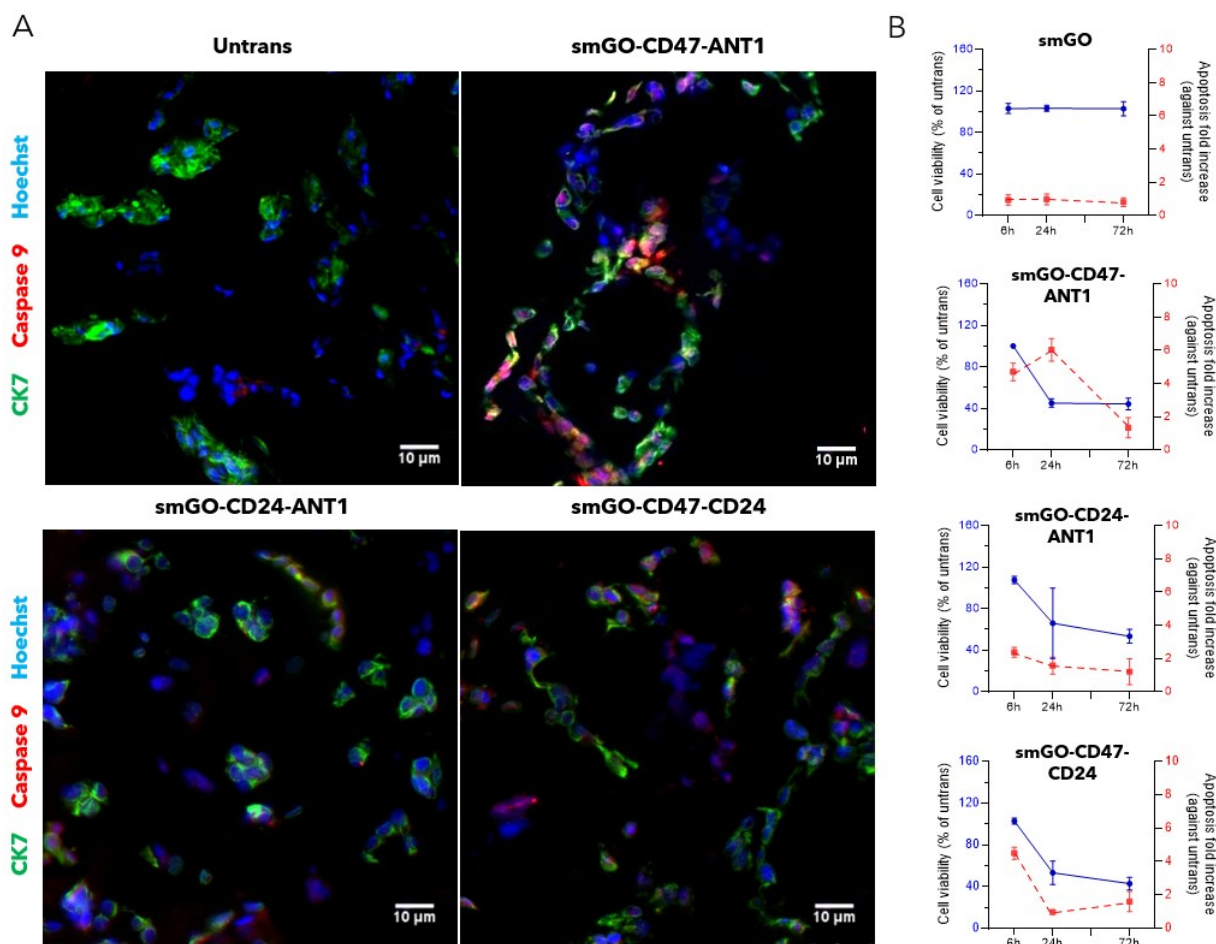 A
Untrans
smGO-CD47-ANT1
CK7 Caspase 9 Hoechst
10 µm
10 µm
smGO-CD24-ANT1
smGO-CD47-CD24
CK7 Caspase 9 Hoechst
10 µm
10 µm
B
smGO
Cell viability (% of untrans)
160
120
80
40
0
Apoptosis fold increase
(against untrans)
10
8
6
4
2
0
6h 24h 72h
smGO-CD47-
ANT1
Cell viability (% of untrans)
160
120
80
40
0
Apoptosis fold increase
(against untrans)
10
8
6
4
2
0
6h 24h 72h
smGO-CD24-
ANT1
Cell viability (% of untrans)
160
120
80
40
0
Apoptosis fold increase
(against untrans)
10
8
6
4
2
0
6h 24h 72h
smGO-CD47-
CD24
Cell viability (% of untrans)
160
120
80
40
0
Apoptosis fold increase
(against untrans)
10
8
6
4
2
0
6h 24h 72h